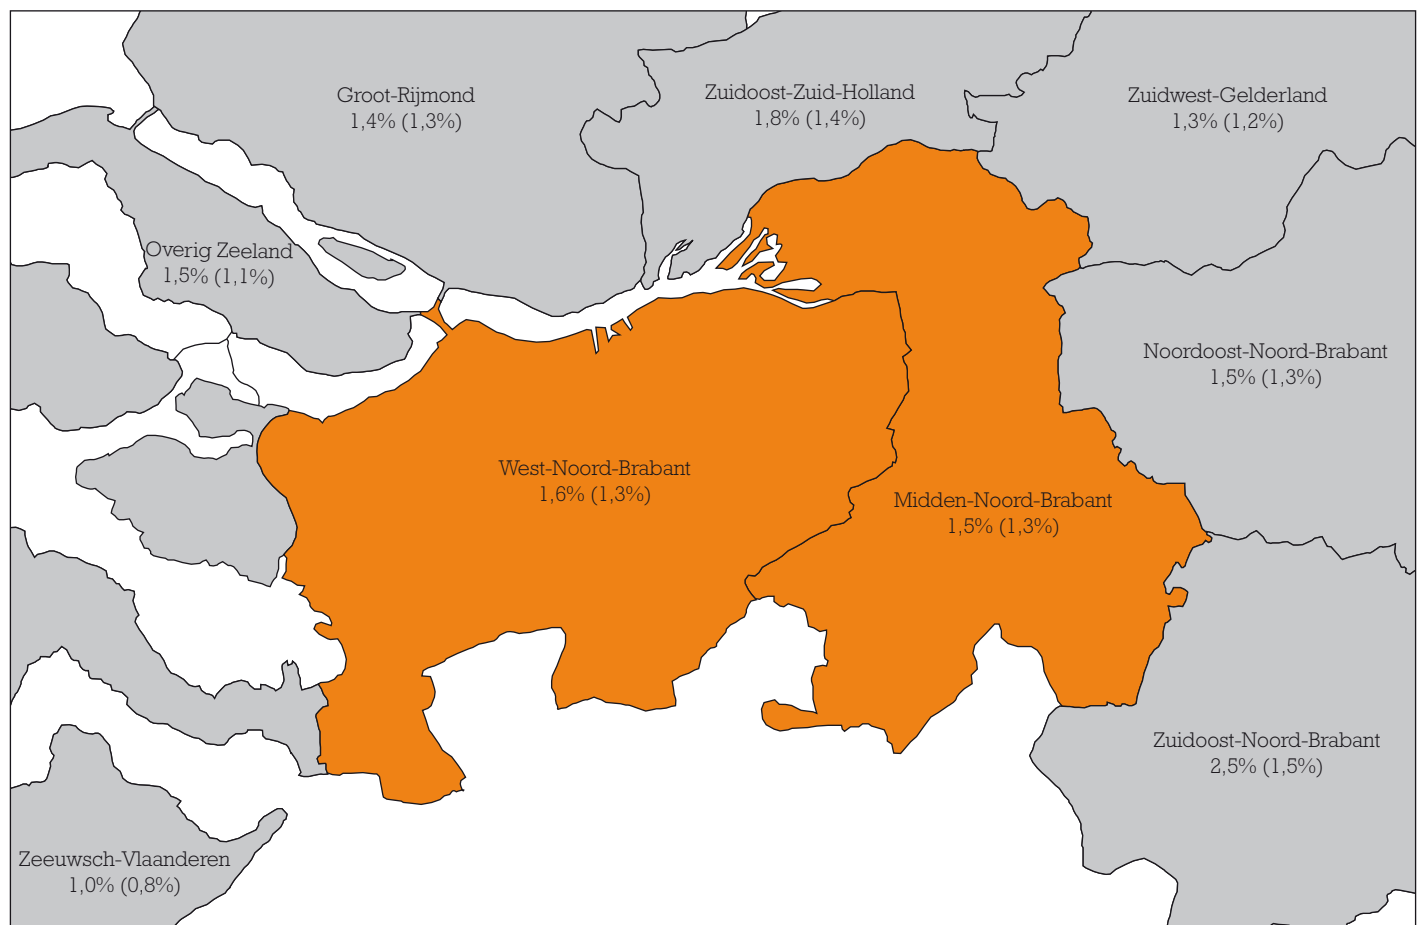 Groot-Rijmond
1,4% (1,3%)
Zuidoost-Zuid-Holland
1,8% (1,4%)
Zuidwest-Gelderland
1,3% (1,2%)
Overig Zeeland
1,5% (1,1%)
Noordoost-Noord-Brabant
1,5% (1,3%)
West-Noord-Brabant
1,6% (1,3%)
Midden-Noord-Brabant
1,5% (1,3%)
Zuidoost-Noord-Brabant
2,5% (1,5%)
Zeeuwsch-Vlaanderen
1,0% (0,8%)